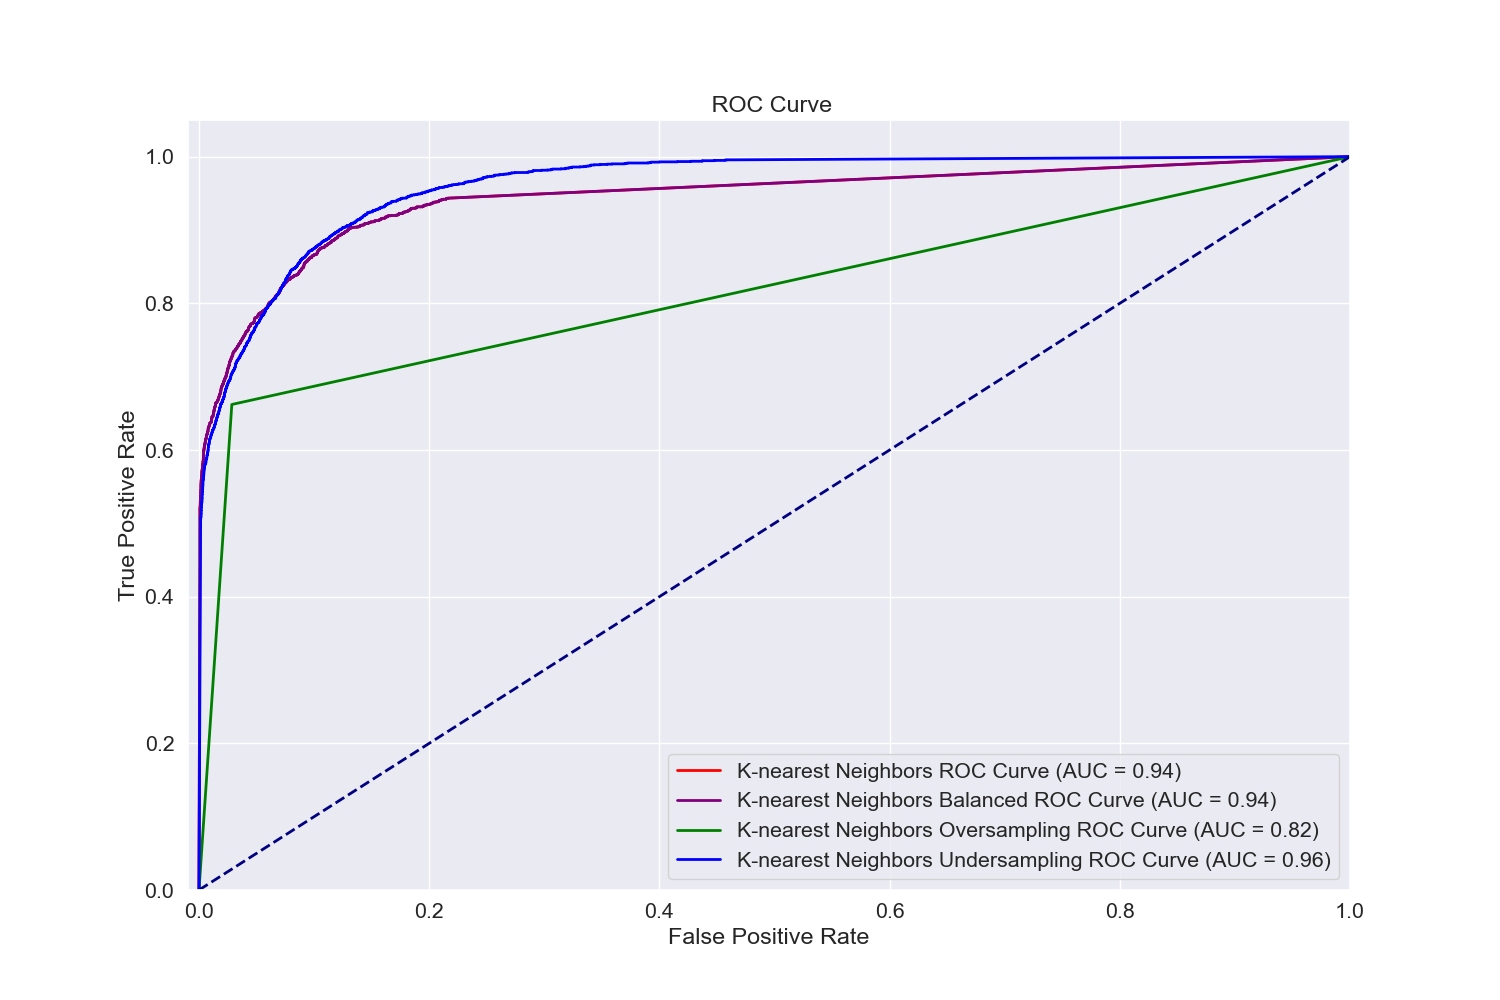 ROC Curve
True Positive Rate
1.0
0.8
0.6
0.4
0.2
0.0
K-nearest Neighbors ROC Curve (AUC = 0.94)
K-nearest Neighbors Balanced ROC Curve (AUC = 0.94)
K-nearest Neighbors Oversampling ROC Curve (AUC = 0.82)
K-nearest Neighbors Undersampling ROC Curve (AUC = 0.96)
0.0 0.2 0.4 0.6 0.8 1.0
False Positive Rate